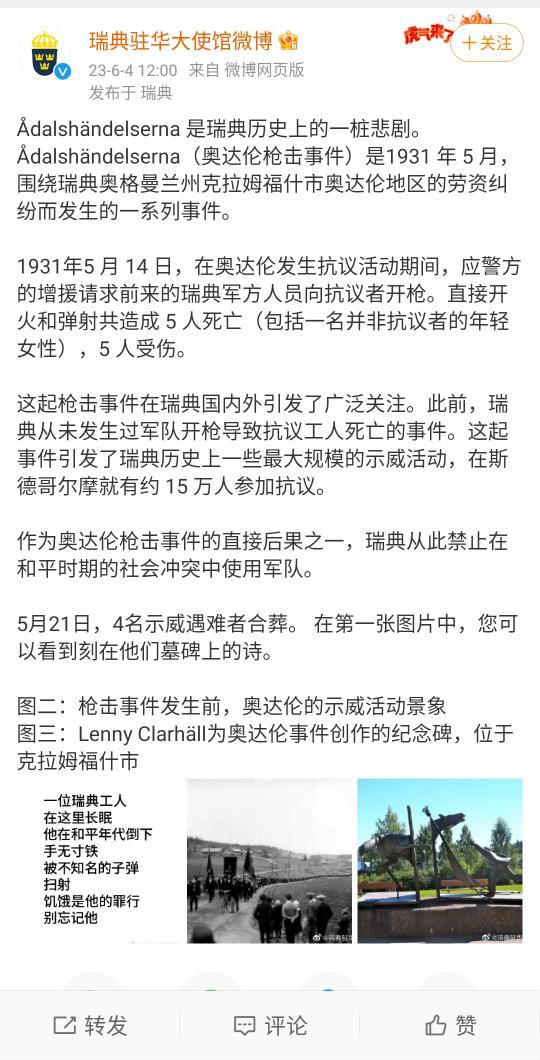 瑞典驻华大使馆微博
虎气来了
+关注
23-6-4 12:00 来自 微博网页版
发布于 瑞典
Ådalshändelserna 是瑞典历史上的一桩悲剧。
Ådalshändelserna（奥达伦枪击事件）是1931 年 5 月，
围绕瑞典奥格曼兰州克拉姆福什市奥达伦地区的劳资纠
纷而发生的一系列事件。
1931年5 月 14 日，在奥达伦发生抗议活动期间，应警方
的增援请求前来的瑞典军方人员向抗议者开枪。直接开
火和弹射共造成 5 人死亡（包括一名并非抗议者的年轻
女性），5 人受伤。
这起枪击事件在瑞典国内外引发了广泛关注。此前，瑞
典从未发生过军队开枪导致抗议工人死亡的事件。这起
事件引发了瑞典历史上一些最大规模的示威活动，在斯
德哥尔摩就有约 15 万人参加抗议。
作为奥达伦枪击事件的直接后果之一，瑞典从此禁止在
和平时期的社会冲突中使用军队。
5月21日，4名示威遇难者合葬。 在第一张图片中，您可
以看到刻在他们墓碑上的诗。
图二：枪击事件发生前，奥达伦的示威活动景象
图三：Lenny Clarhäll为奥达伦事件创作的纪念碑，位于
克拉姆福什市
一位瑞典工人
在这里长眠
他在和平年代倒下
手无寸铁
被不知名的子弹
扫射
饥饿是他的罪行
别忘记他
@瑞典驻华
@瑞典驻华
转发
评论
赞